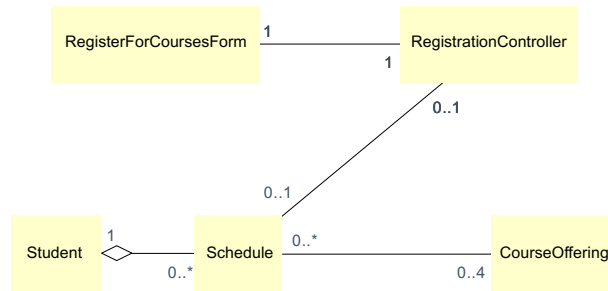 RegisterForCoursesForm
1
1
RegistrationController
0..1
0..1
Student
1
0..*
Schedule
0..*
0..4
CourseOffering